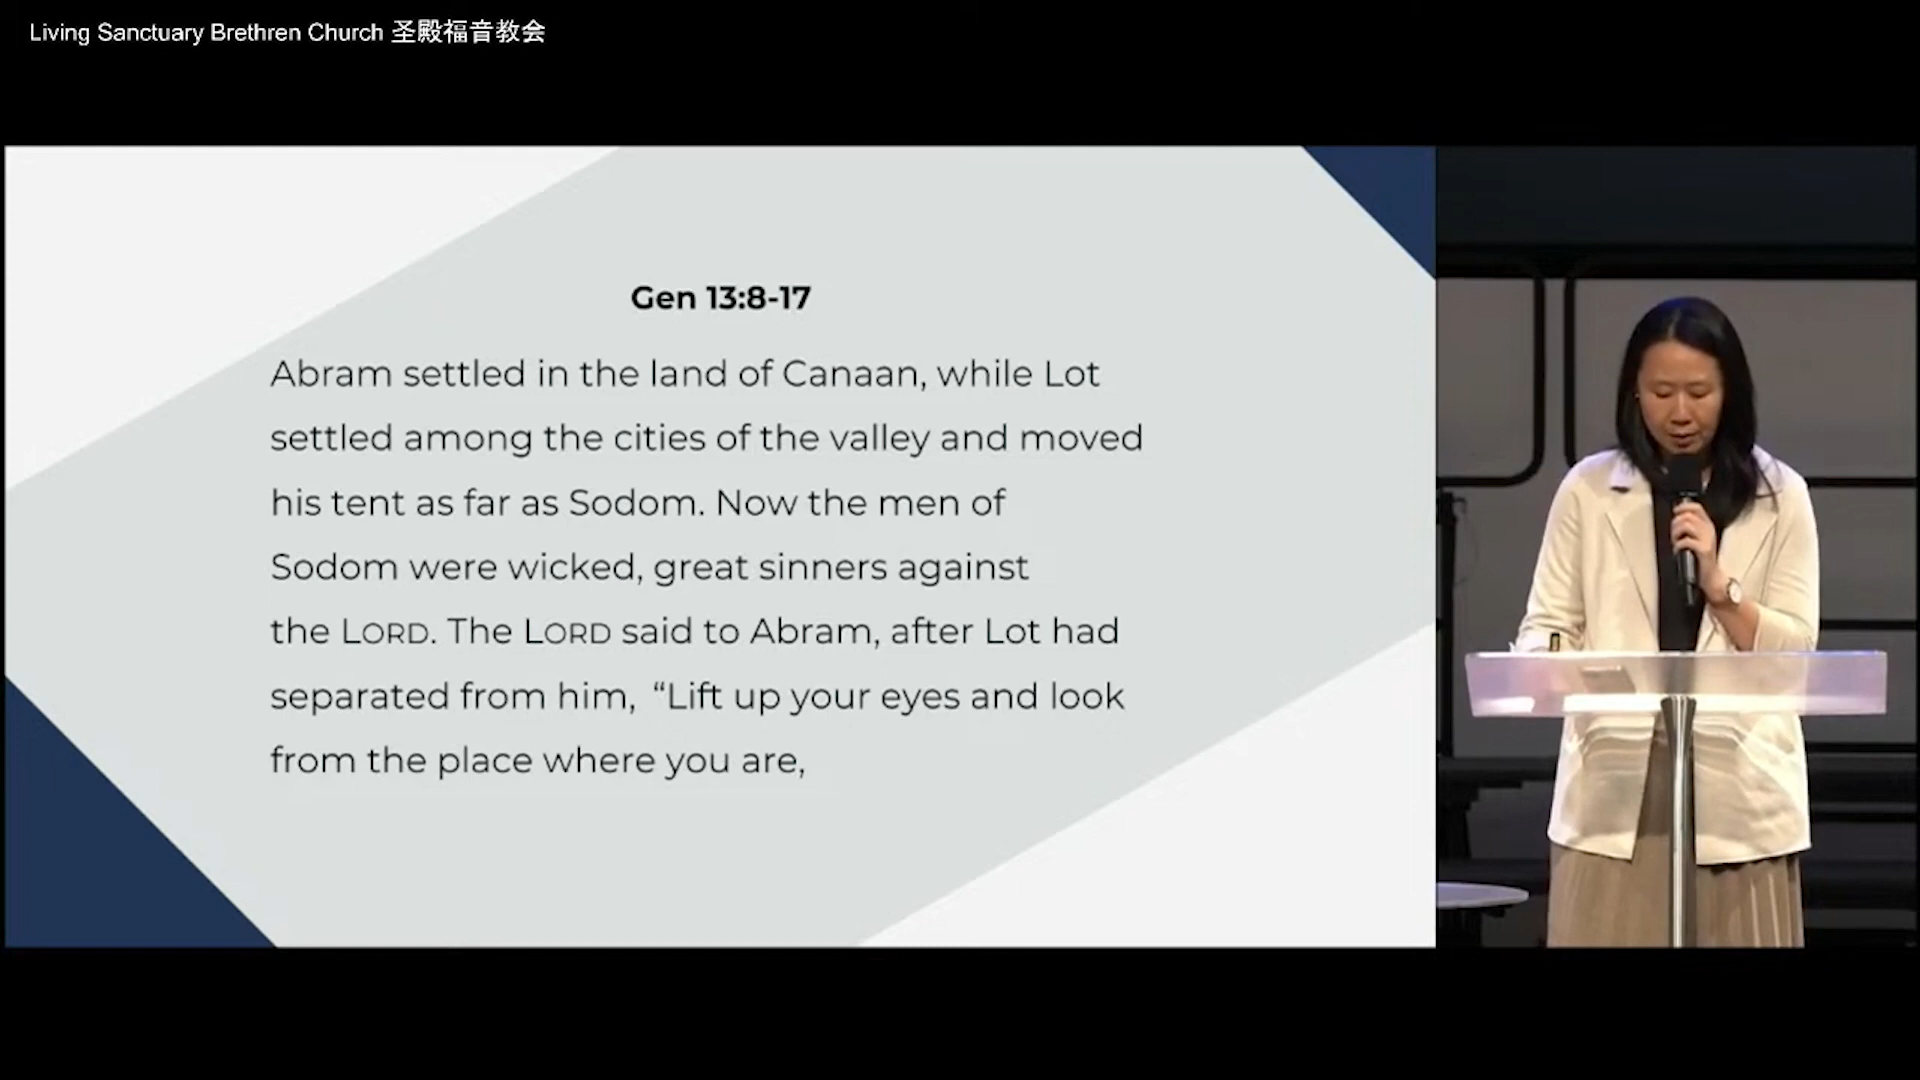 Living Sanctuary Brethren Church 圣殿福音教会
Gen 13:8-17
Abram settled in the land of Canaan, while Lot
settled among the cities of the valley and moved
his tent as far as Sodom. Now the men of
Sodom were wicked, great sinners against
the LORD. The LORD said to Abram, after Lot had
separated from him, “Lift up your eyes and look
from the place where you are,